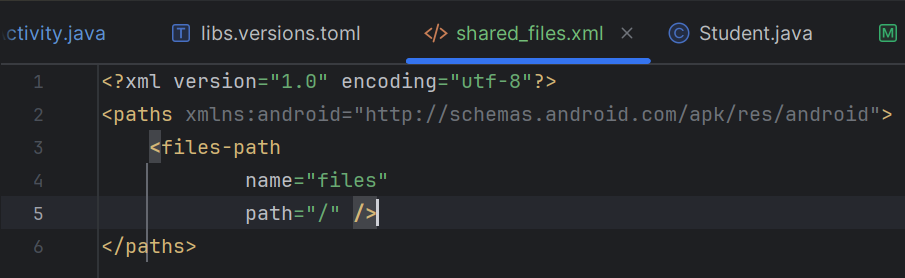 ctivity.java libs.versions.toml </> shared_files.xml × C Student.java M
1 <?xml version="1.0" encoding="utf-8"?>
2 <paths xmlns:android="http://schemas.android.com/apk/res/android">
3 <files-path
4 name="files"
5 path="/" />
6 </paths>